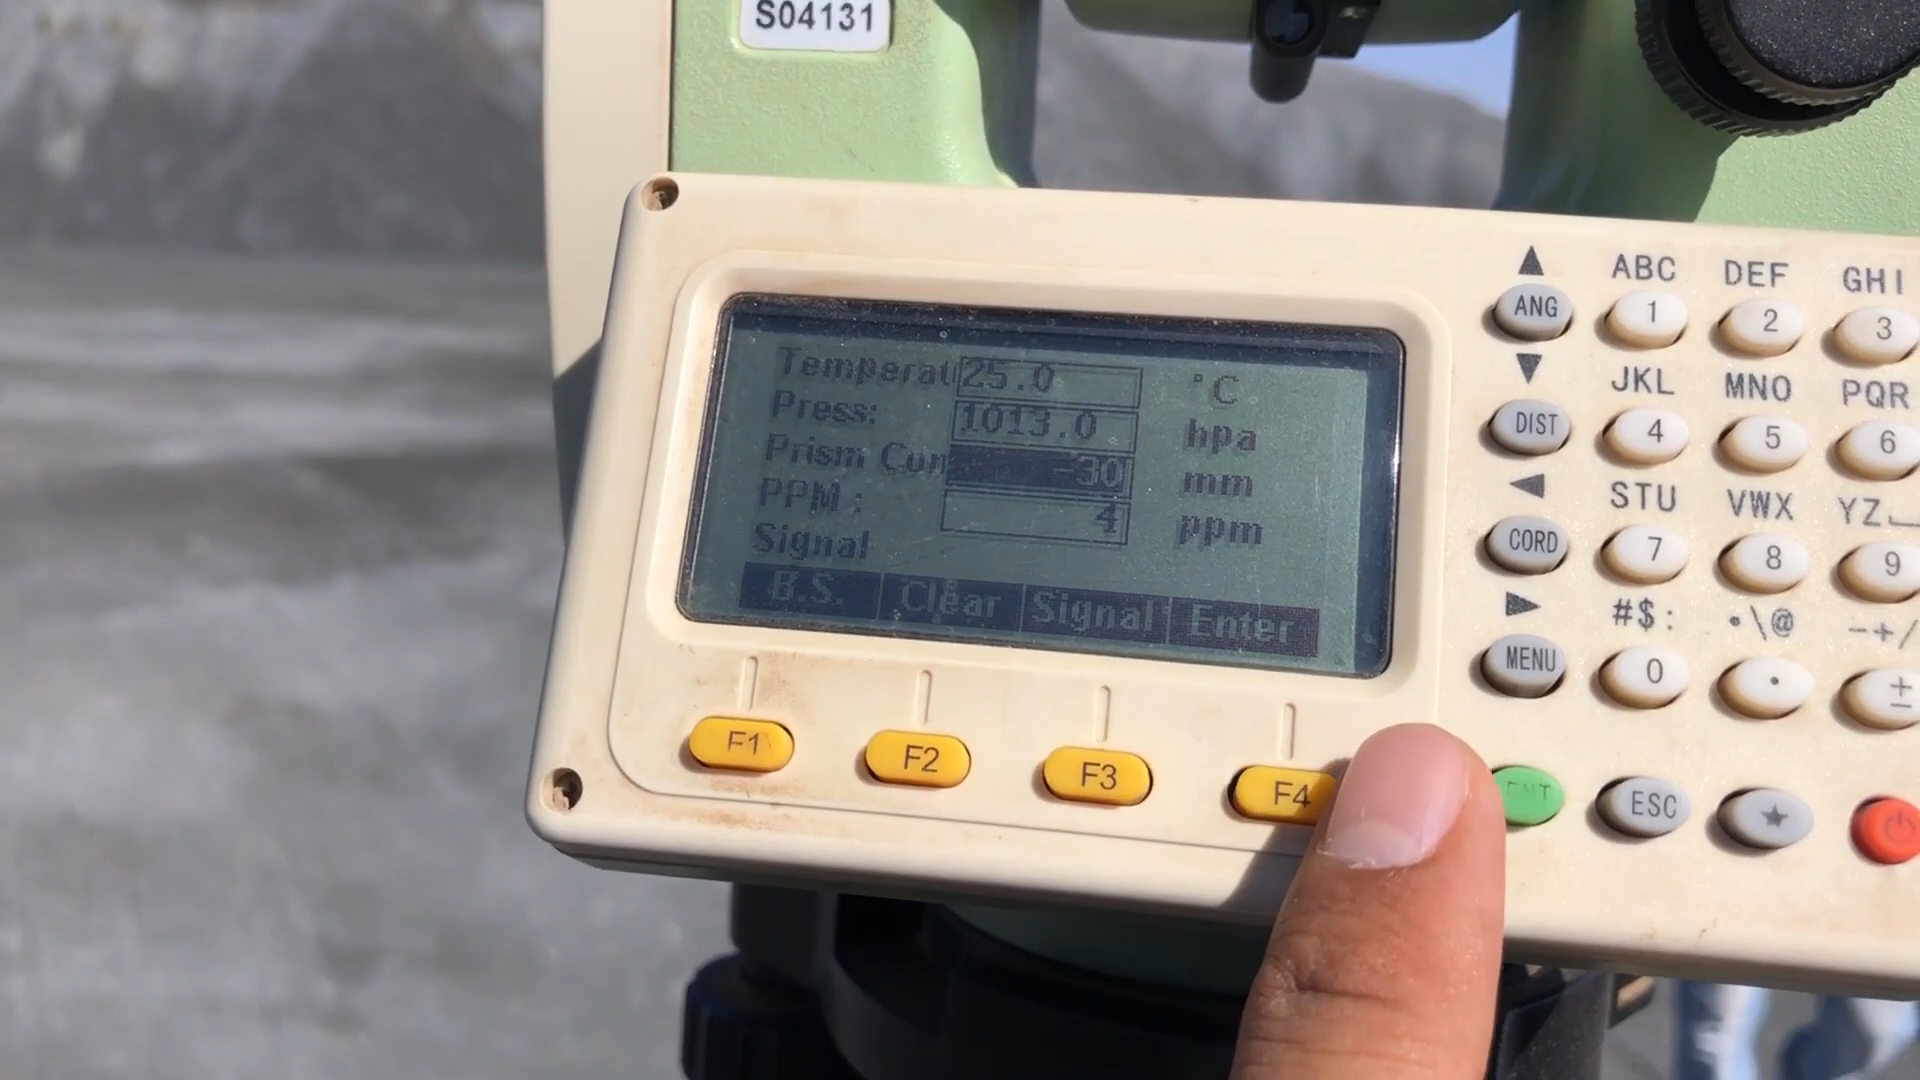 S04131
Temperat 25.0 °C
Press: 1013.0 hpa
Prism Con -30 mm
PPM : 4 ppm
Signal
B.S. Clear Signal Enter
F1 F2 F3 F4
ANG ABC 1 DEF 2 GHI 3
DIST JKL 4 MNO 5 PQR 6
CORD STU 7 VWX 8 YZ 9
MENU #$: 0 •\@ • -+/ ±
ENT ESC ★